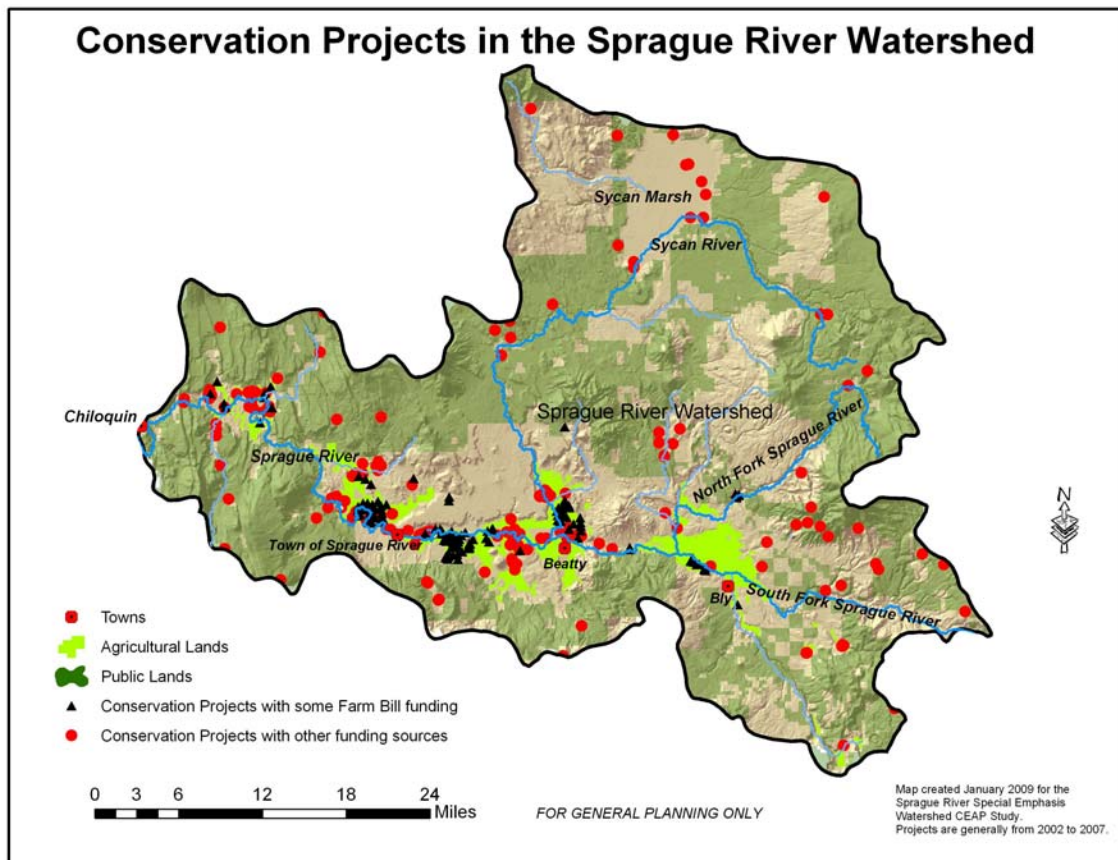 Conservation Projects in the Sprague River Watershed
Sycan Marsh
Sycan River
Chiloquin
Sprague River Watershed
North Fork Sprague River
Sprague River
Town of Sprague River
Beatty
Bly
South Fork Sprague River
N
Towns
Agricultural Lands
Public Lands
Conservation Projects with some Farm Bill funding
Conservation Projects with other funding sources
0 3 6 12 18 24
Miles
FOR GENERAL PLANNING ONLY
Map created January 2009 for the
Sprague River Special Emphasis
Watershed CEAP Study.
Projects are generally from 2002 to 2007.